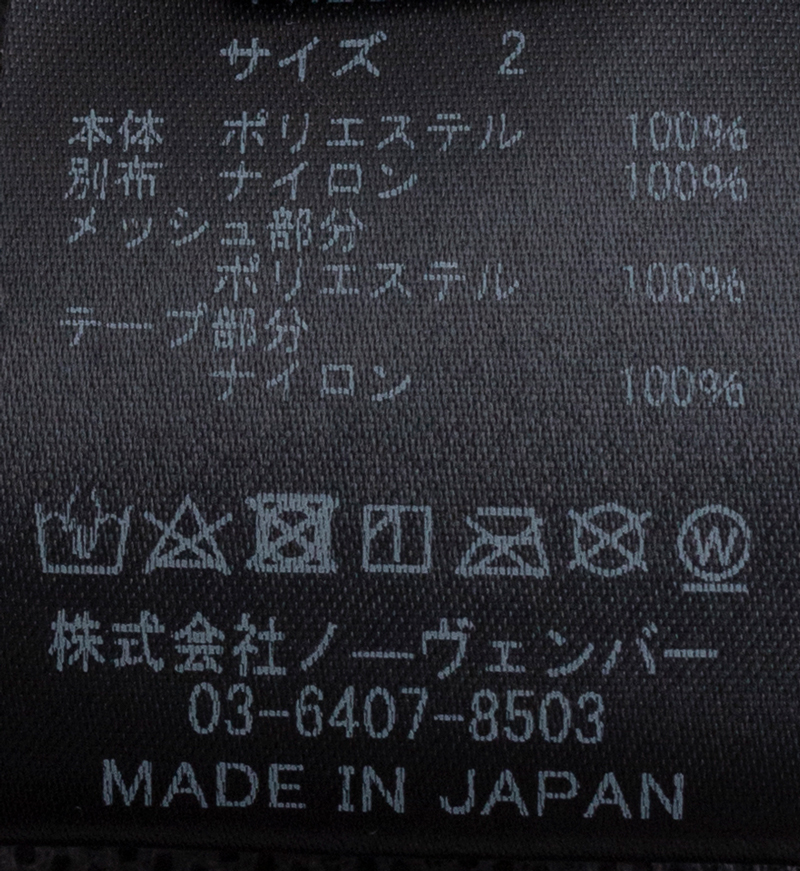 サイズ 2
本体 ポリエステル 100%
別布 ナイロン 100%
メッシュ部分
ポリエステル 100%
テープ部分
ナイロン 100%
W
株式会社ノーヴェンバー
03-6407-8503
MADE IN JAPAN